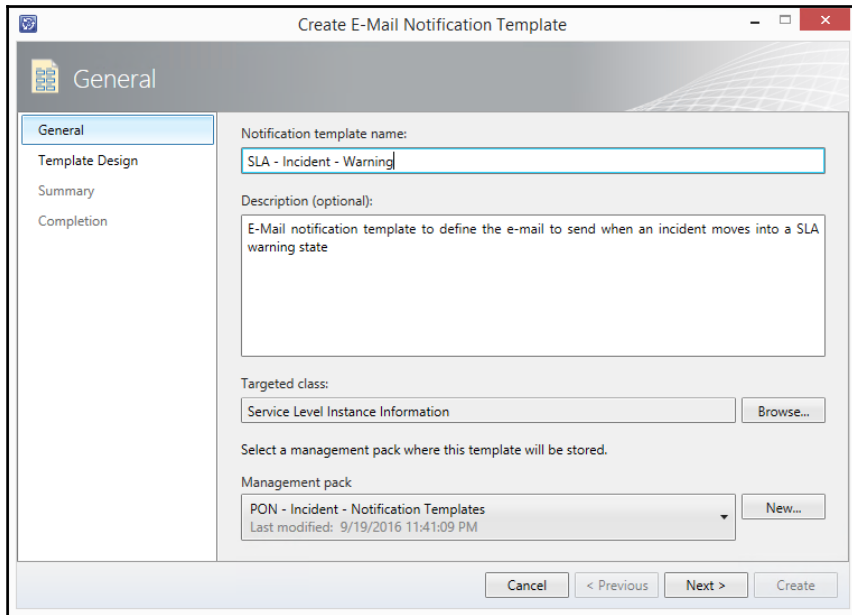 Create E-Mail Notification Template
General
General
Template Design
Summary
Completion
Notification template name:
SLA - Incident - Warning
Description (optional):
E-Mail notification template to define the e-mail to send when an incident moves into a SLA
warning state
Targeted class:
Service Level Instance Information
Browse...
Select a management pack where this template will be stored.
Management pack
PON - Incident - Notification Templates
Last modified: 9/19/2016 11:41:09 PM
New...
Cancel
< Previous
Next >
Create